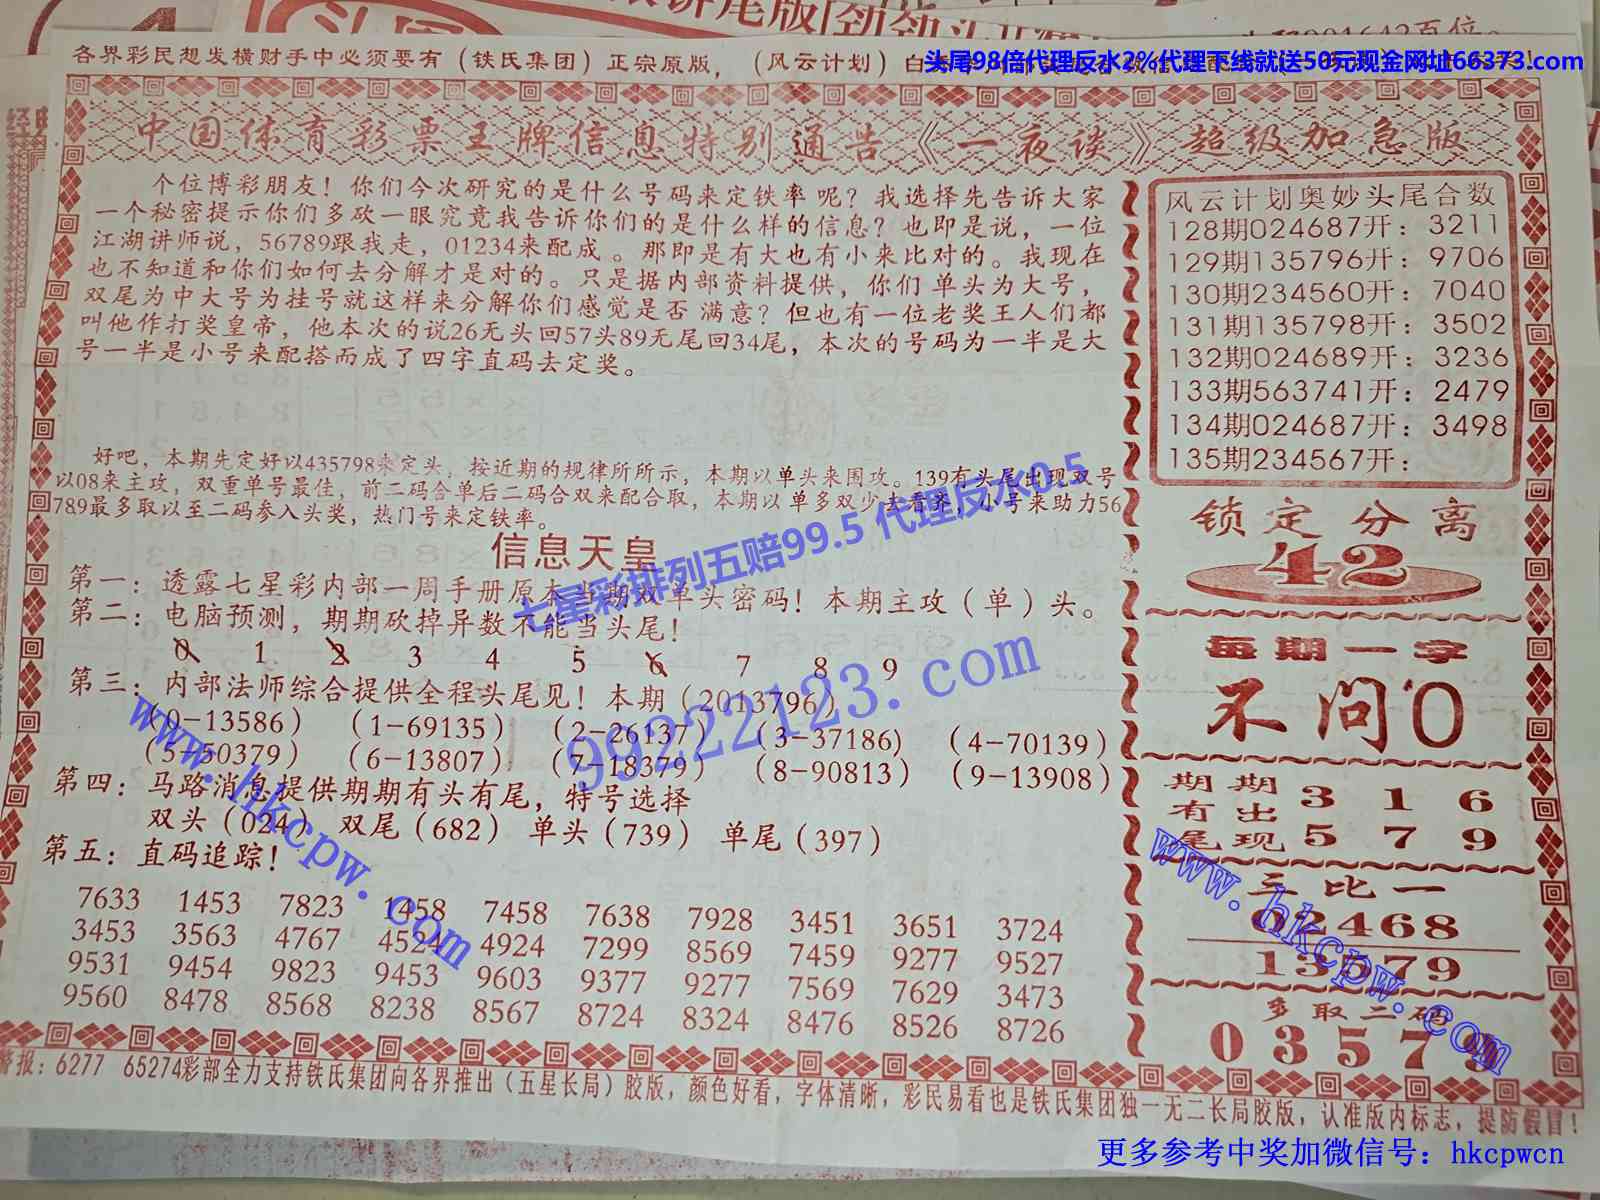 头尾98倍代理反水2%代理下线就送50元现金网址66373.com
各界彩民想发横财手中必须要有（铁氏集团）正宗原版，（风云计划）
中国体育彩票王牌信息特别通告《一夜谈》超级加急版
个位博彩朋友！你们今次研究的是什么号码来定铁率呢？我选择先告诉大家
一个秘密提示你们多砍一眼究竟我告诉你们的是什么样的信息？也即是说，一位
江湖讲师说，56789跟我走，01234来配成。那即是有大也有小来比对的。我现在
也不知道和你们如何去分解才是对的。只是据内部资料提供，你们单头为大号，
双尾为中大号为挂号就这样来分解你们感觉是否满意？但也有一位老奖王人们都
叫他作打奖皇帝，他本次的说26无头回57头89无尾回34尾，本次的号码为一半是大
号一半是小号来配搭而成了四字直码去定奖。
好吧，本期先定好以435798来定头，按近期的规律所所示，本期以单头来围攻。139有头尾出现双号
以08来主攻，双重单号最佳，前二码合单后二码合双来配合取，本期以单多双少去看齐，小号来助力56
789最多取以至二码参入头奖，热门号来定铁率。
信息天皇
第一：透露七星彩内部一周手册原本当期双单头密码！本期主攻（单）头。
第二：电脑预测，期期砍掉异数不能当头尾！
0 1 2 3 4 5 6 7 8 9
第三：内部法师综合提供全程头尾见！本期（2013796）
（0-13586）（1-69135）（2-26137）（3-37186）（4-70139）
（5-50379）（6-13807）（7-18379）（8-90813）（9-13908）
第四：马路消息提供期期有头有尾，特号选择
双头（024）双尾（682）单头（739）单尾（397）
第五：直码追踪！
7633 1453 7823 1458 7458 7638 7928 3451 3651 3724
3453 3563 4767 4524 4924 7299 8569 7459 9277 9527
9531 9454 9823 9453 9603 9377 9277 7569 7629 3473
9560 8478 8568 8238 8567 8724 8324 8476 8526 8726
风云计划奥妙头尾合数
128期024687开：3211
129期135796开：9706
130期234560开：7040
131期135798开：3502
132期024689开：3236
133期563741开：2479
134期024687开：3498
135期234567开：
锁定分离
42
每期一字
不问0
期期 3 1 6
有出
尾现 5 7 9
三比一
02468
13579
多取二码
03579
警报：6277 65274彩部全力支持铁氏集团向各界推出（五星长局）胶版，颜色好看，字体清晰，彩民易看也是铁氏集团独一无二长局胶版，认准版内标志，提防假冒！
七星彩排列五赔99.5 代理反水0.5
99222123.com
www.hkcpw.com
www.hkcpw.com
更多参考中奖加微信号：hkcpwcn